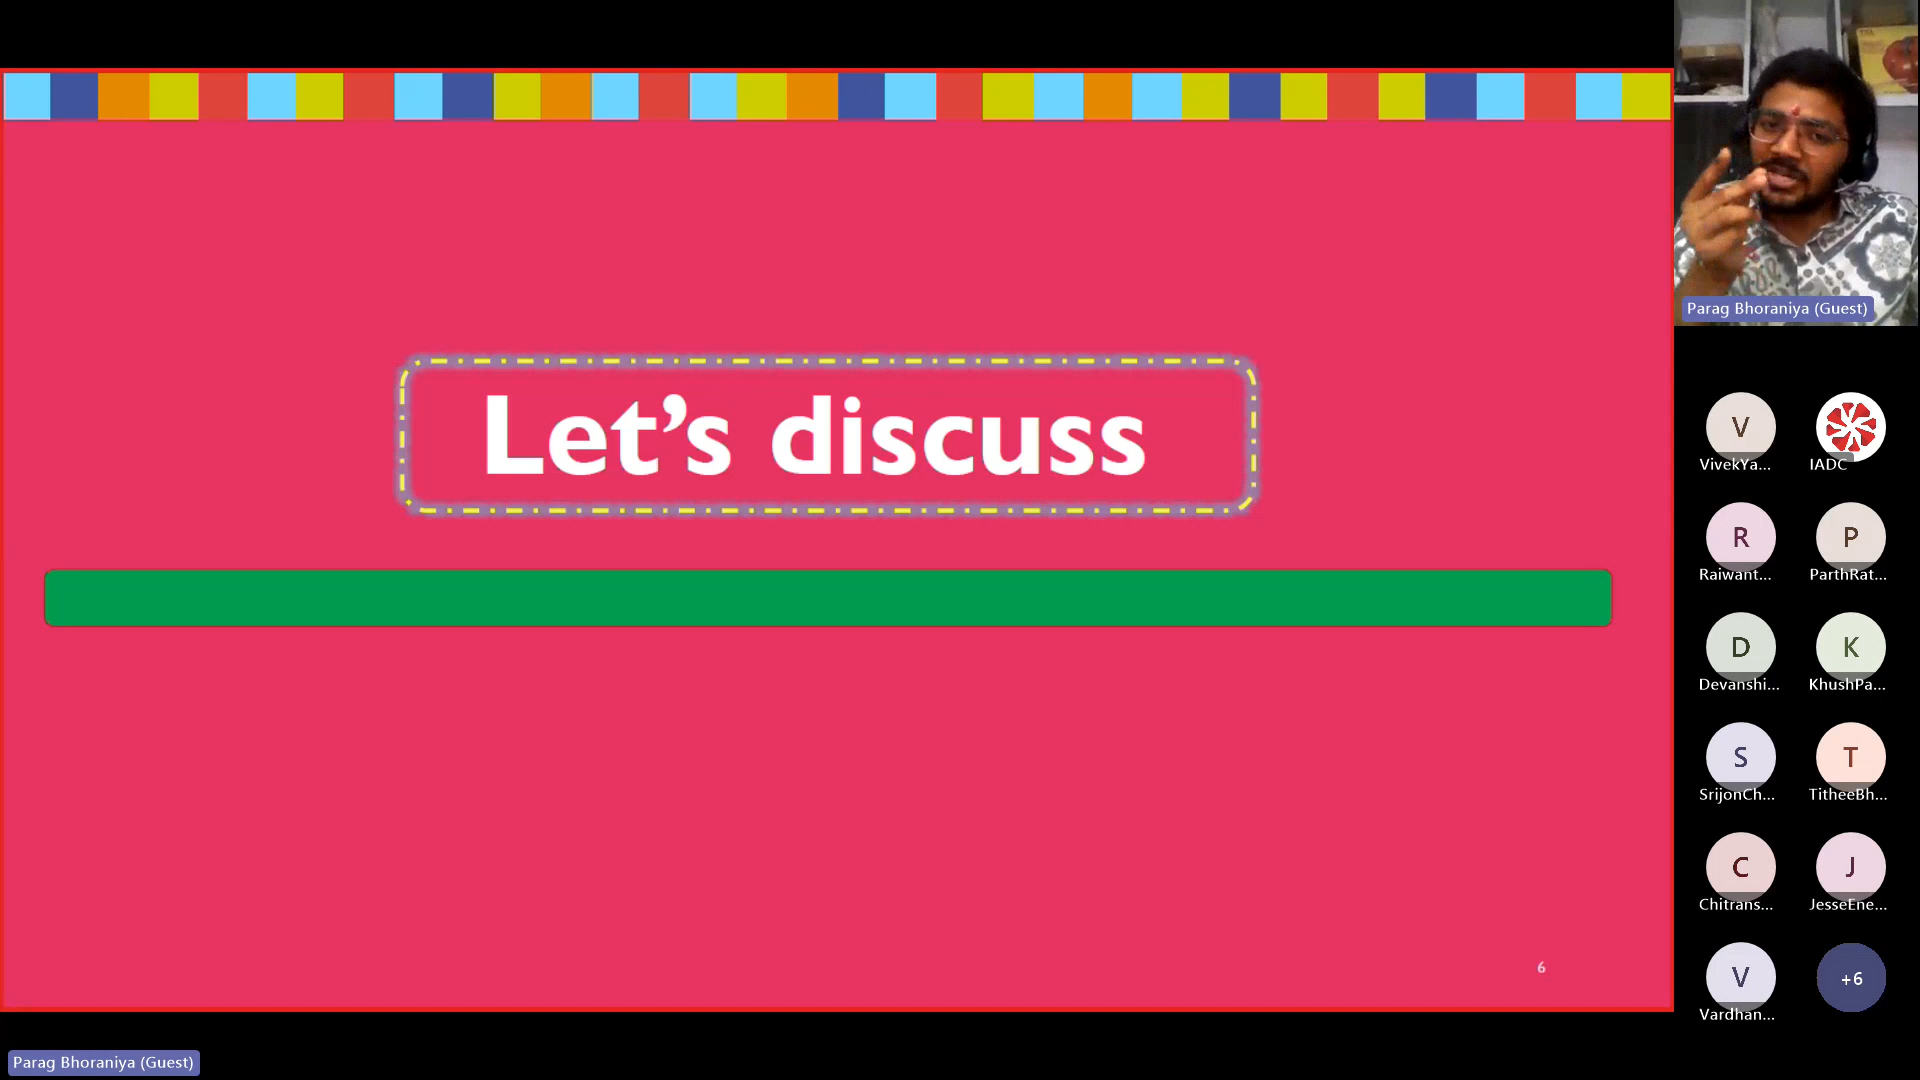 Let’s discuss
6
Parag Bhoraniya (Guest)
V
VivekYa...
IADC
R
Raiwant...
P
ParthRat...
D
Devanshi...
K
KhushPa...
S
SrijonCh...
T
TitheeBh...
C
Chitrans...
J
JesseEne...
V
Vardhan...
+6
Parag Bhoraniya (Guest)